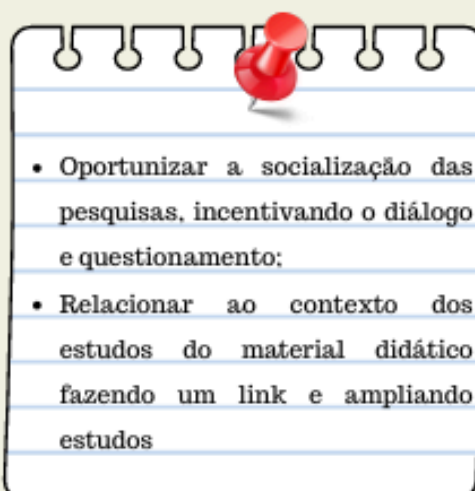 • Oportunizar a socialização das
pesquisas, incentivando o diálogo
e questionamento;
• Relacionar ao contexto dos
estudos do material didático
fazendo um link e ampliando
estudos